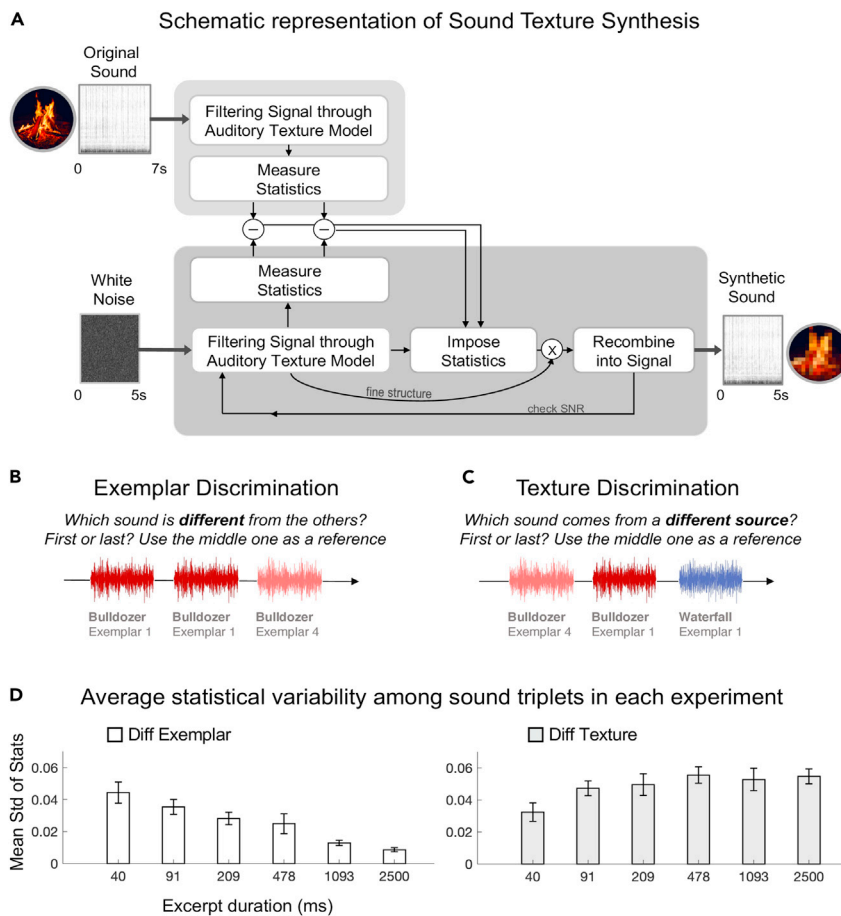 A
Schematic representation of Sound Texture Synthesis
Original
Sound
0
7s
Filtering Signal through
Auditory Texture Model
Measure
Statistics
−
−
White
Noise
0
5s
Measure
Statistics
Filtering Signal through
Auditory Texture Model
Impose
Statistics
X
Recombine
into Signal
fine structure
check SNR
Synthetic
Sound
0
5s
B
Exemplar Discrimination
Which sound is different from the others?
First or last? Use the middle one as a reference
Bulldozer
Exemplar 1
Bulldozer
Exemplar 1
Bulldozer
Exemplar 4
C
Texture Discrimination
Which sound comes from a different source?
First or last? Use the middle one as a reference
Bulldozer
Exemplar 4
Bulldozer
Exemplar 1
Waterfall
Exemplar 1
D
Average statistical variability among sound triplets in each experiment
Diff Exemplar
Mean Std of Stats
0.06
0.04
0.02
0
40 91 209 478 1093 2500
Excerpt duration (ms)
Diff Texture
0.06
0.04
0.02
0
40 91 209 478 1093 2500